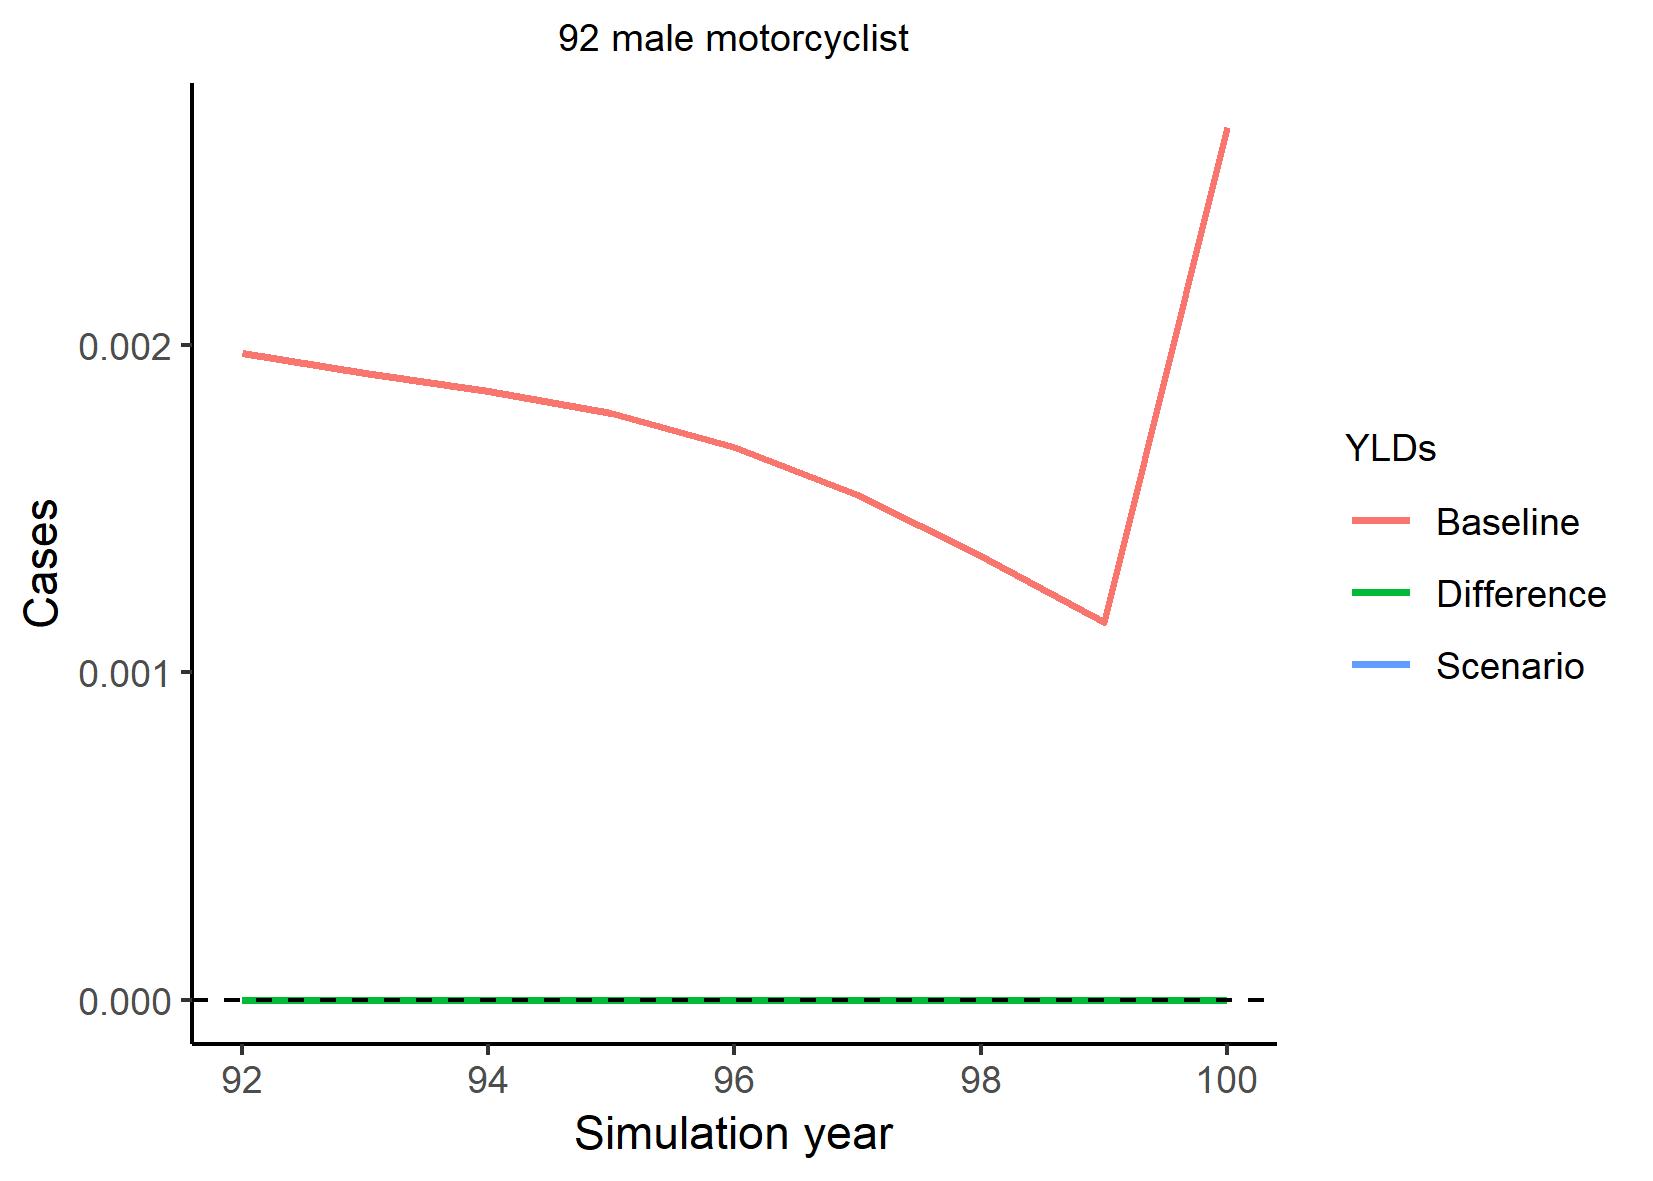 92 male motorcyclist
Cases
0.002
0.001
0.000
92 94 96 98 100
Simulation year
YLDs
Baseline
Difference
Scenario